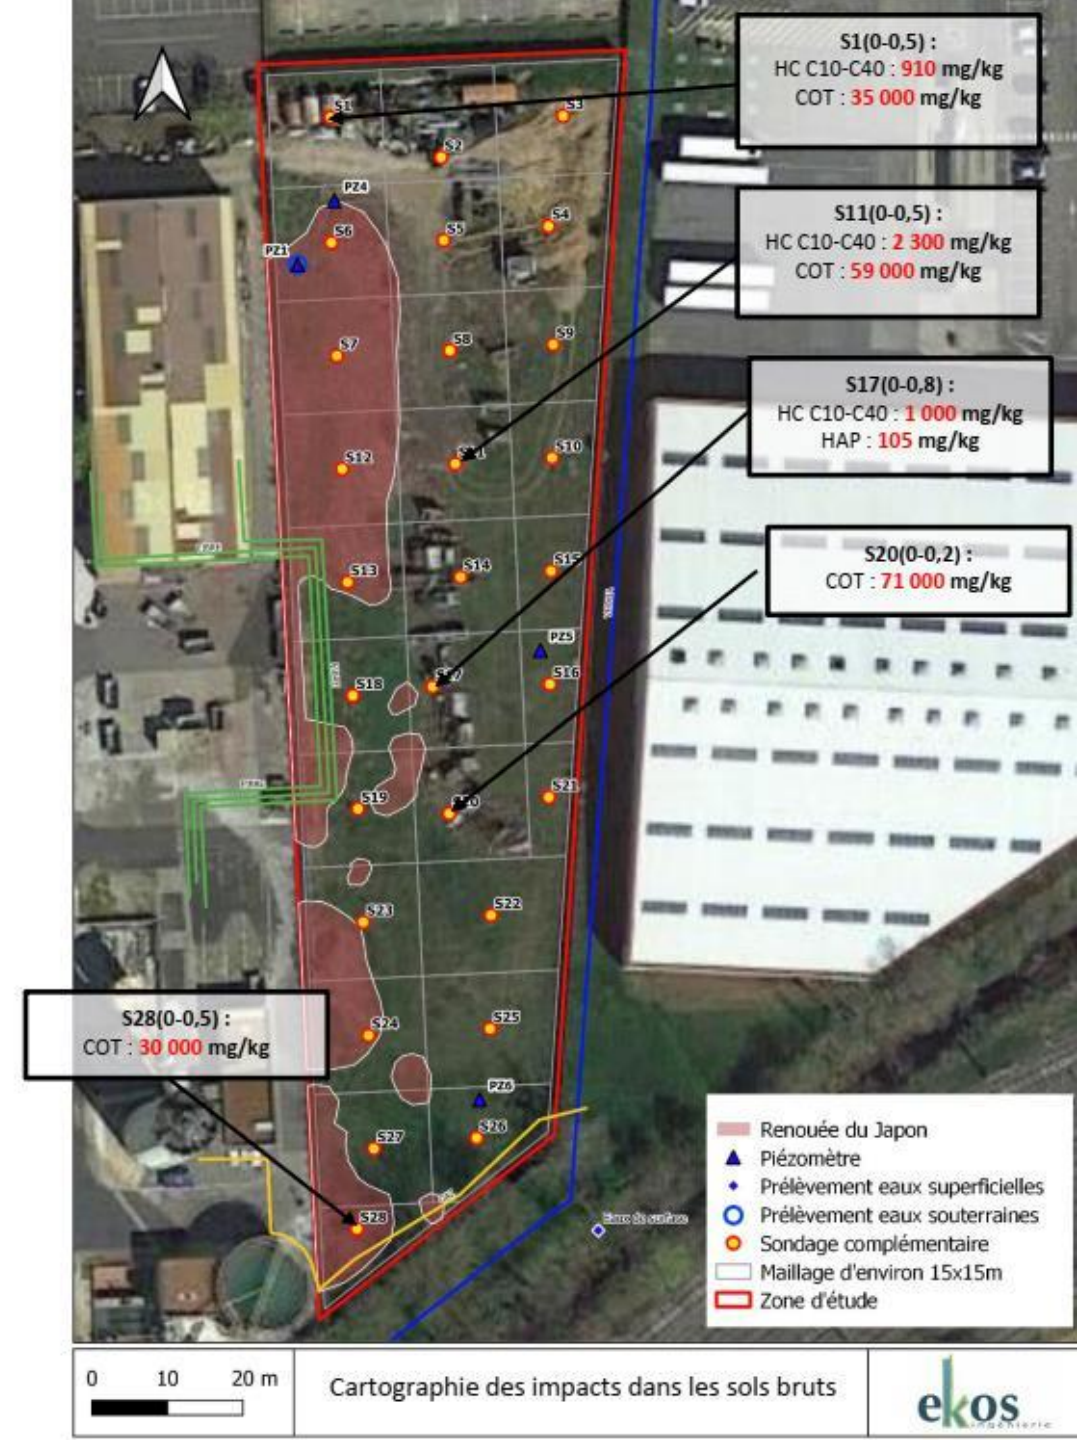 S1(0-0,5) :
HC C10-C40 : 910 mg/kg
COT : 35 000 mg/kg
S1
S3
S2
PZ4
S11(0-0,5) :
HC C10-C40 : 2 300 mg/kg
COT : 59 000 mg/kg
S6
S5
S4
PZ1
S7
S8
S9
S17(0-0,8) :
HC C10-C40 : 1 000 mg/kg
HAP : 105 mg/kg
S12
S10
S20(0-0,2) :
COT : 71 000 mg/kg
S13
S14
S15
PZ5
S18
S16
S19
S21
S23
S22
S24
S25
S28(0-0,5) :
COT : 30 000 mg/kg
PZ6
S27
S26
S28
Eaux de surface
Renouée du Japon
Piézomètre
Prélèvement eaux superficielles
Prélèvement eaux souterraines
Sondage complémentaire
Maillage d'environ 15x15m
Zone d'étude
0 10 20 m
Cartographie des impacts dans les sols bruts
ekos
ingénierie